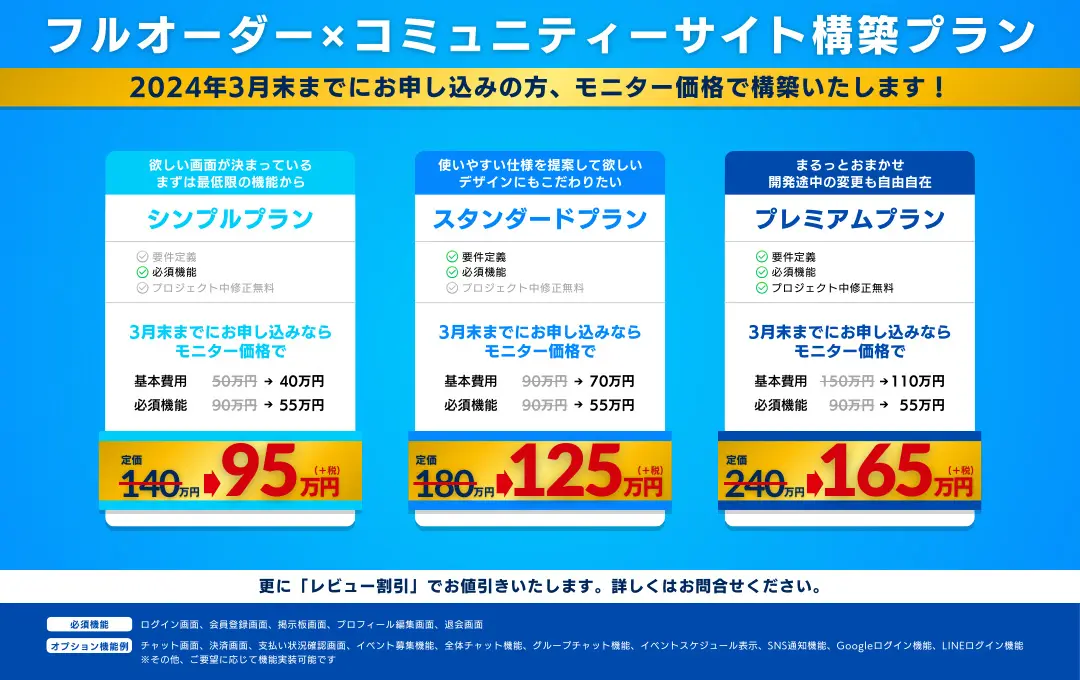 フルオーダー×コミュニティーサイト構築プラン
2024年3月末までにお申し込みの方、モニター価格で構築いたします！
欲しい画面が決まっている
まずは最低限の機能から
シンプルプラン
要件定義
必須機能
プロジェクト中修正無料
3月末までにお申し込みなら
モニター価格で
基本費用 50万円 → 40万円
必須機能 90万円 → 55万円
定価
140万円 → 95万円 (+税)
使いやすい仕様を提案して欲しい
デザインにもこだわりたい
スタンダードプラン
要件定義
必須機能
プロジェクト中修正無料
3月末までにお申し込みなら
モニター価格で
基本費用 90万円 → 70万円
必須機能 90万円 → 55万円
定価
180万円 → 125万円 (+税)
まるっとおまかせ
開発途中の変更も自由自在
プレミアムプラン
要件定義
必須機能
プロジェクト中修正無料
3月末までにお申し込みなら
モニター価格で
基本費用 150万円 → 110万円
必須機能 90万円 → 55万円
定価
240万円 → 165万円 (+税)
更に「レビュー割引」でお値引きいたします。詳しくはお問合せください。
必須機能 ログイン画面、会員登録画面、掲示板画面、プロフィール編集画面、退会画面
オプション機能例 チャット画面、決済画面、支払い状況確認画面、イベント募集機能、全体チャット機能、グループチャット機能、イベントスケジュール表示、SNS通知機能、Googleログイン機能、LINEログイン機能
※その他、ご要望に応じて機能実装可能です